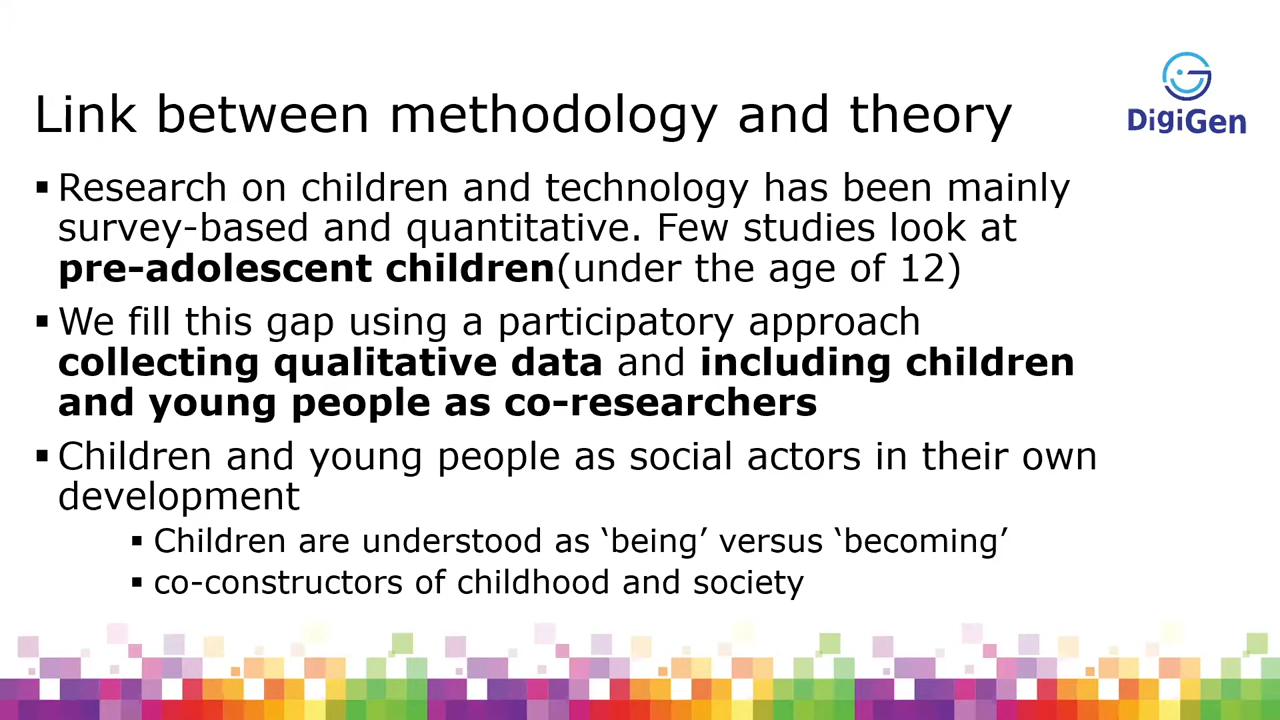 DigiGen
Link between methodology and theory
▪ Research on children and technology has been mainly
survey-based and quantitative. Few studies look at
pre-adolescent children(under the age of 12)
▪ We fill this gap using a participatory approach
collecting qualitative data and including children
and young people as co-researchers
▪ Children and young people as social actors in their own
development
▪ Children are understood as ‘being’ versus ‘becoming’
▪ co-constructors of childhood and society